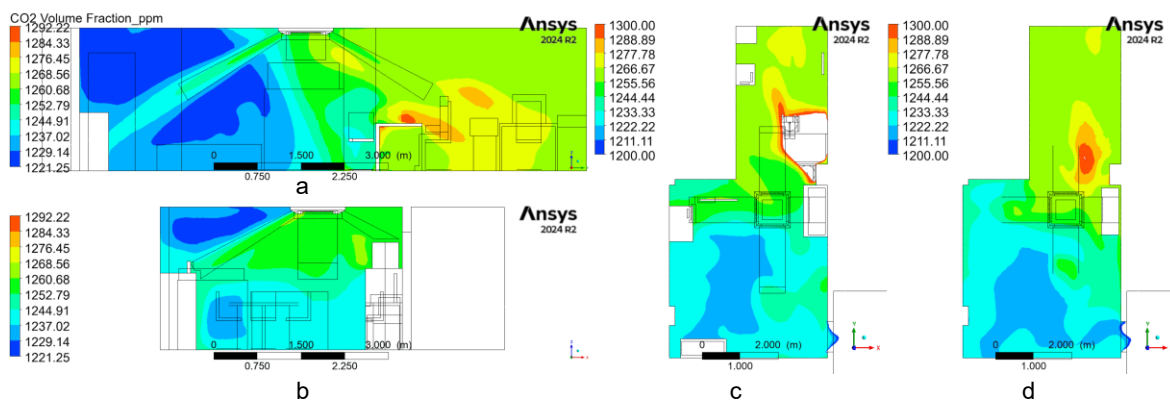 CO2 Volume Fraction_ppm
1292.22
1284.33
1276.45
1268.56
1260.68
1252.79
1244.91
1237.02
1229.14
1221.25
Ansys
2024 R2
0 1.500 3.000 (m)
0.750 2.250
a
1292.22
1284.33
1276.45
1268.56
1260.68
1252.79
1244.91
1237.02
1229.14
1221.25
Ansys
2024 R2
0 1.500 3.000 (m)
0.750 2.250
b
1300.00
1288.89
1277.78
1266.67
1255.56
1244.44
1233.33
1222.22
1211.11
1200.00
Ansys
2024 R2
0 2.000 (m)
1.000
Y
X
c
1300.00
1288.89
1277.78
1266.67
1255.56
1244.44
1233.33
1222.22
1211.11
1200.00
Ansys
2024 R2
0 2.000 (m)
1.000
Y
X
d